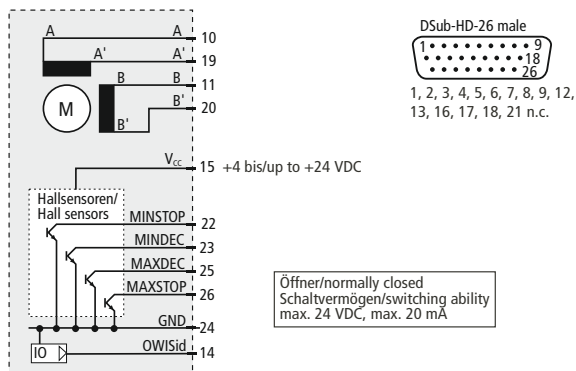 A A 10
A' A' 19
B B 11
M
B' B' 20
Vcc 15 +4 bis/up to +24 VDC
Hallsensoren/
Hall sensors
MINSTOP 22
MINDEC 23
MAXDEC 25
MAXSTOP 26
GND 24
IO OWISid 14
DSub-HD-26 male
1 9
18
26
1, 2, 3, 4, 5, 6, 7, 8, 9, 12,
13, 16, 17, 18, 21 n.c.
Öffner/normally closed
Schaltvermögen/switching ability
max. 24 VDC, max. 20 mA